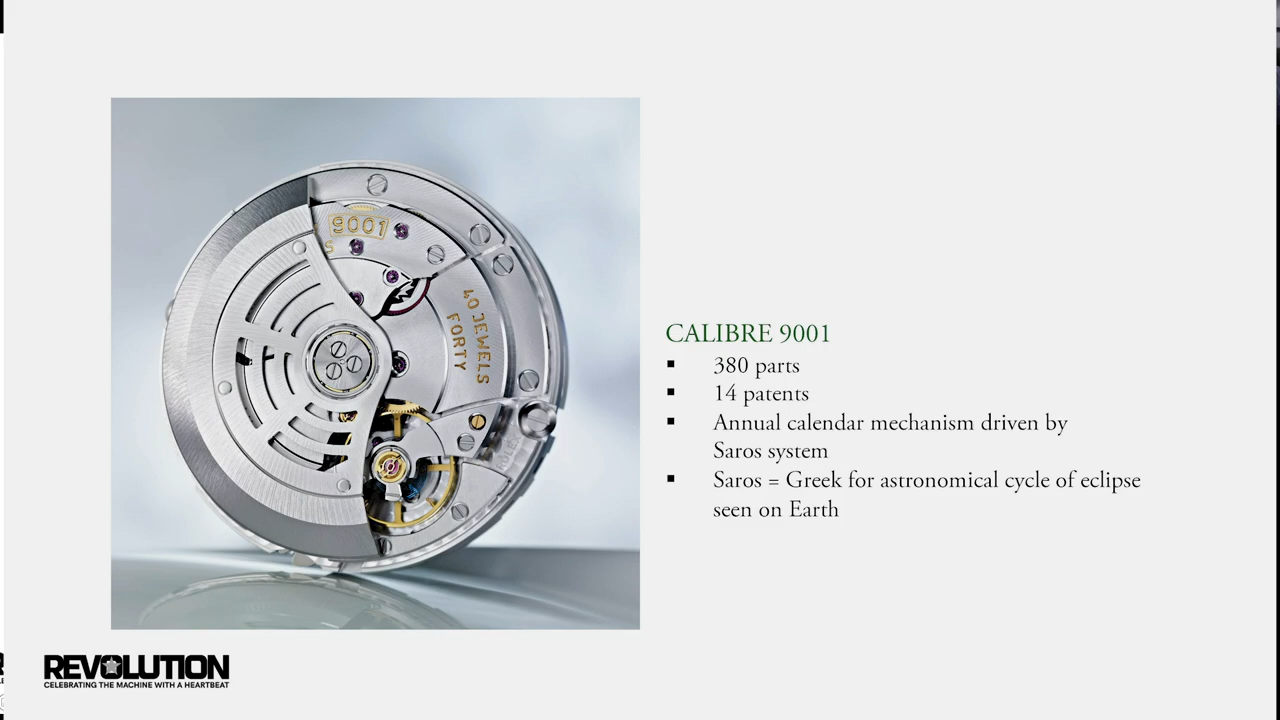 9001
S
40 JEWELS
FORTY
CALIBRE 9001
▪ 380 parts
▪ 14 patents
▪ Annual calendar mechanism driven by
Saros system
▪ Saros = Greek for astronomical cycle of eclipse
seen on Earth
REVOLUTION
CELEBRATING THE MACHINE WITH A HEARTBEAT